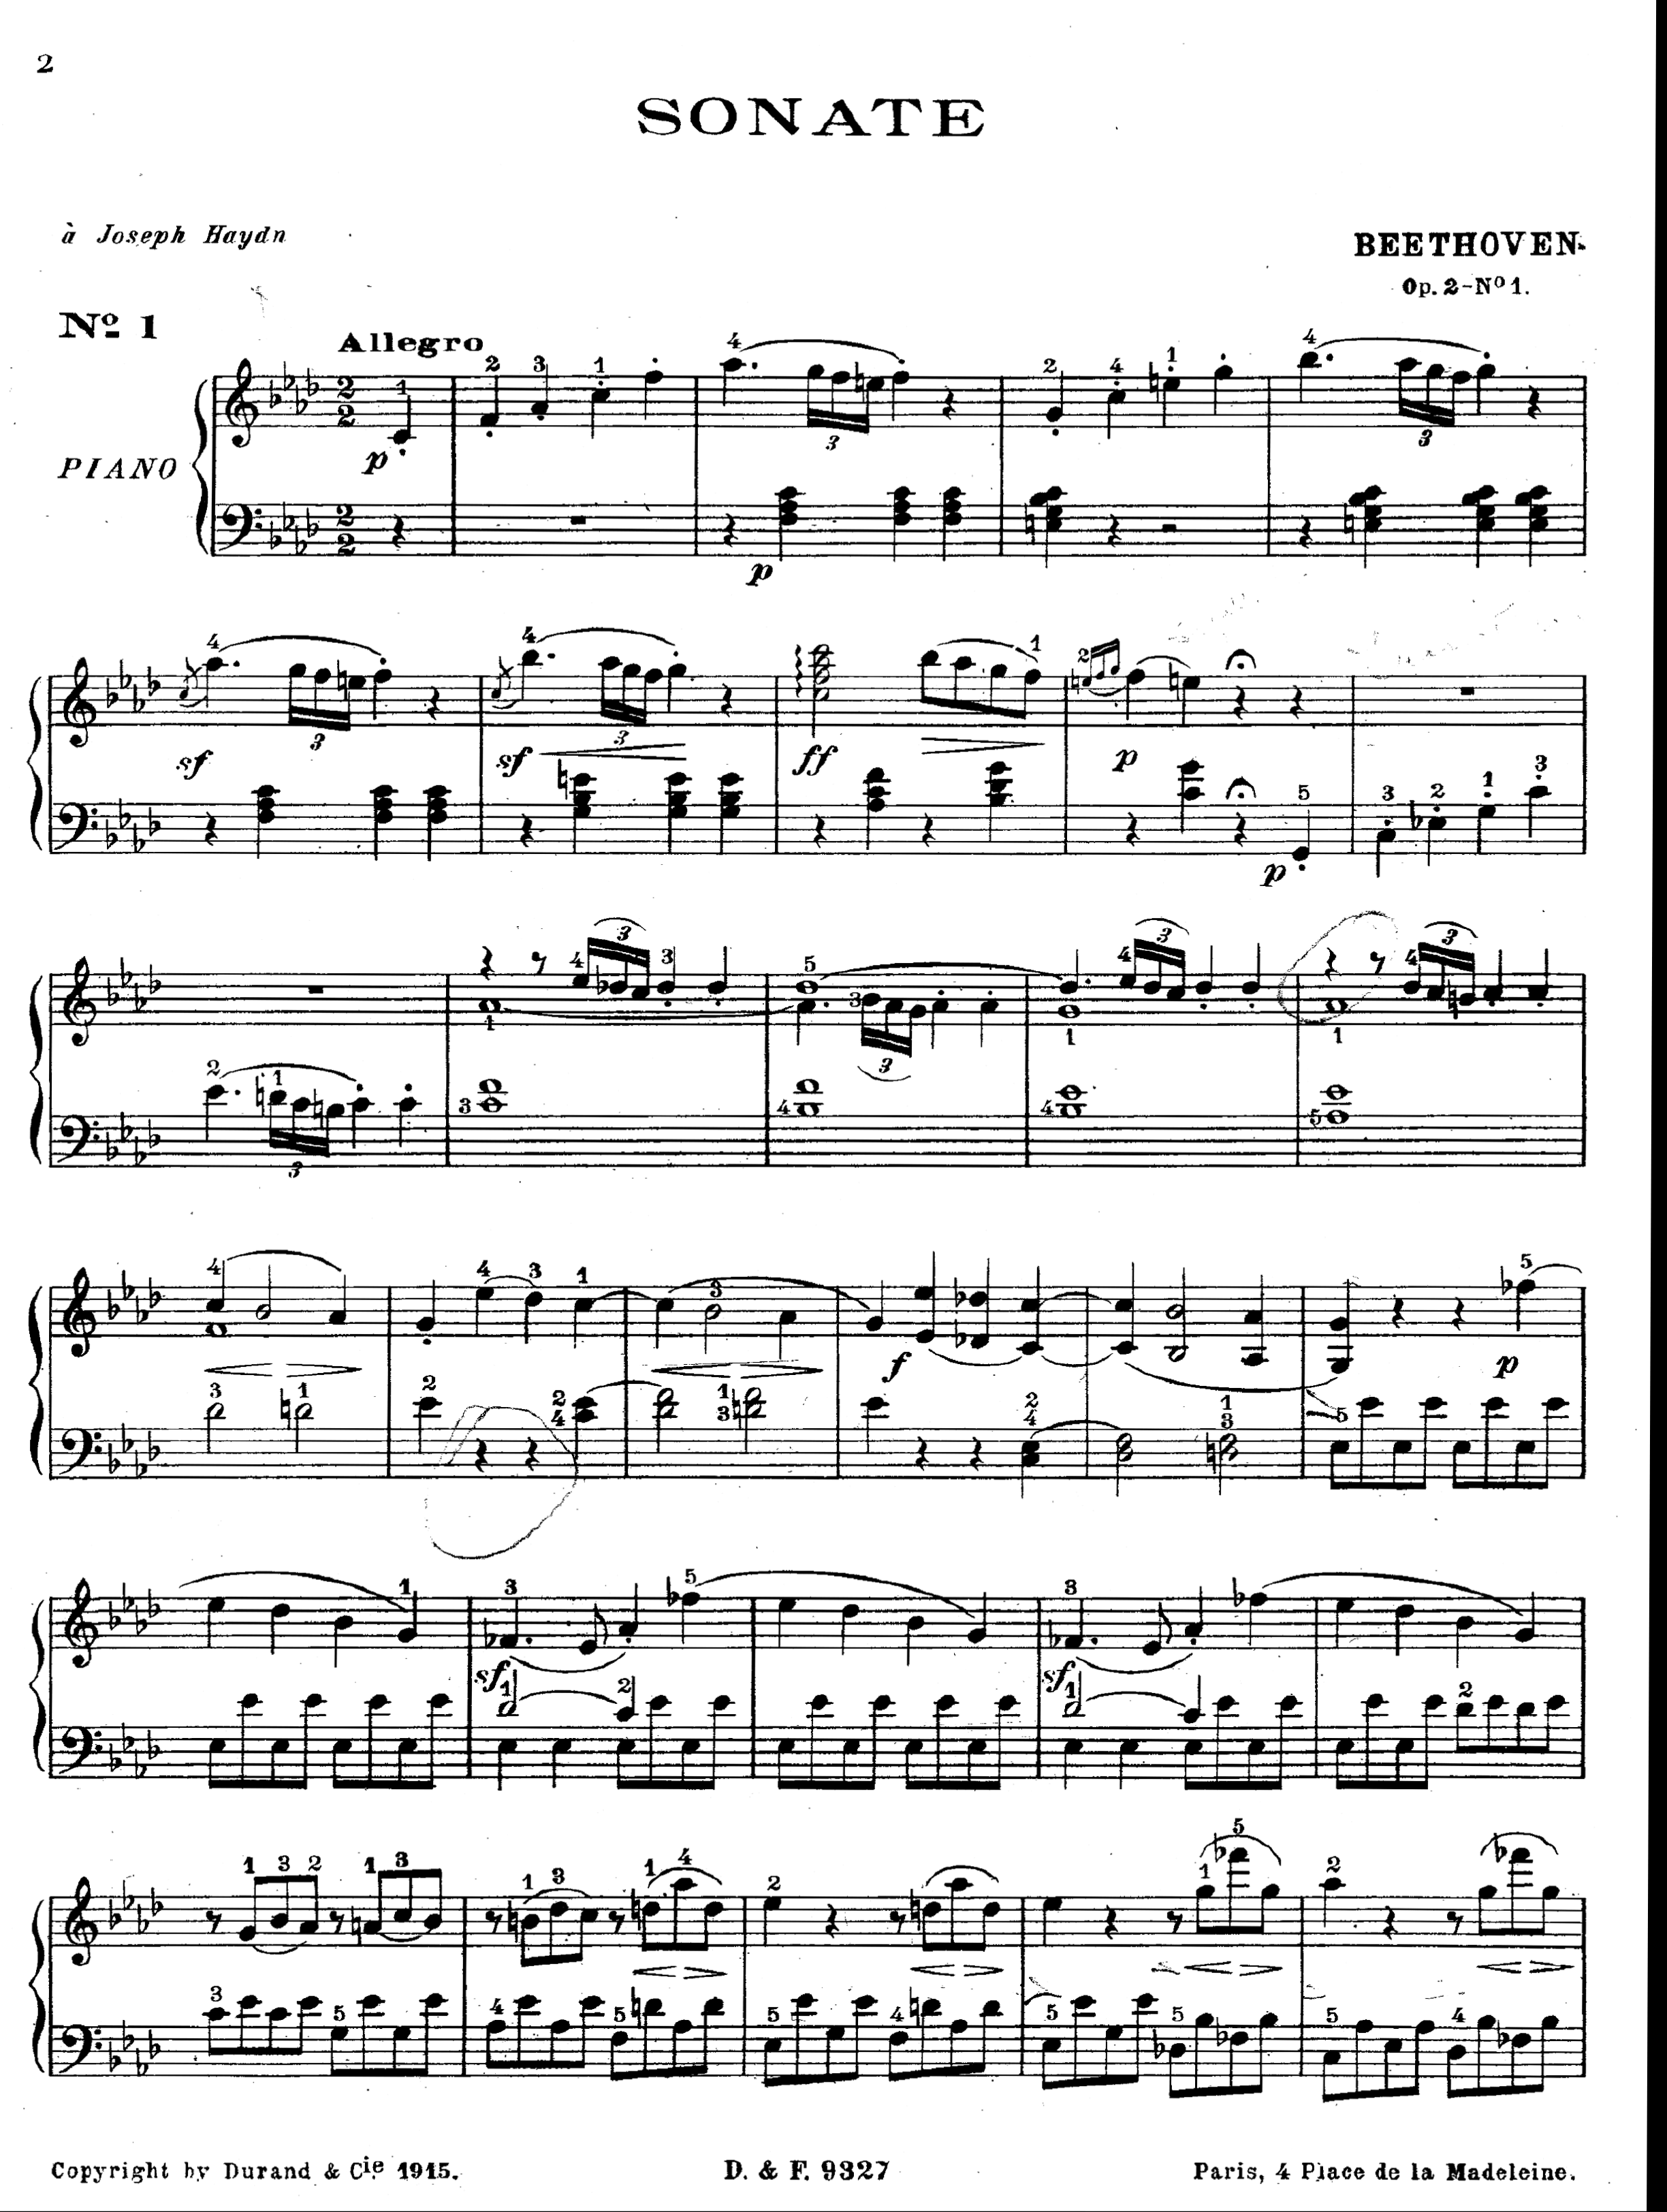 2
SONATE
à Joseph Haydn
BEETHOVEN
Op. 2 - Nº 1.
Nº 1
Allegro
PIANO
p
p
sf
sf
ff
p
p
f
p
sf
sf
Copyright by Durand & Cie 1915.
D. & F. 9327
Paris, 4 Place de la Madeleine.